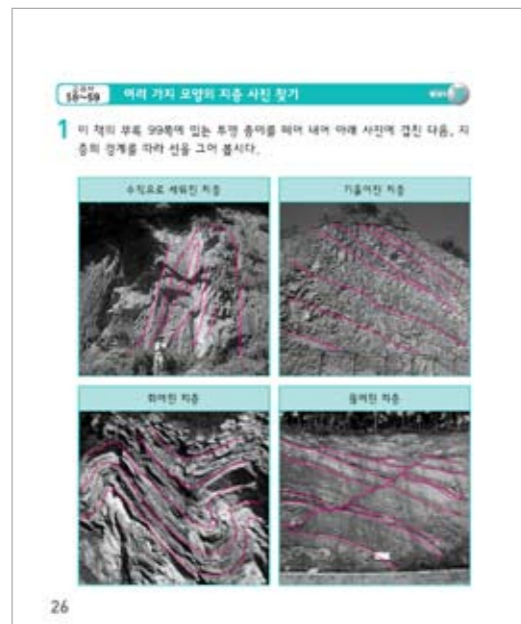 교과서
58~59
여러 가지 모양의 지층 사진 찾기
1 이 책의 부록 99쪽에 있는 투명 종이를 떼어 내어 아래 사진에 겹친 다음, 지
층의 경계를 따라 선을 그어 봅시다.
수직으로 세워진 지층
기울어진 지층
휘어진 지층
끊어진 지층
26